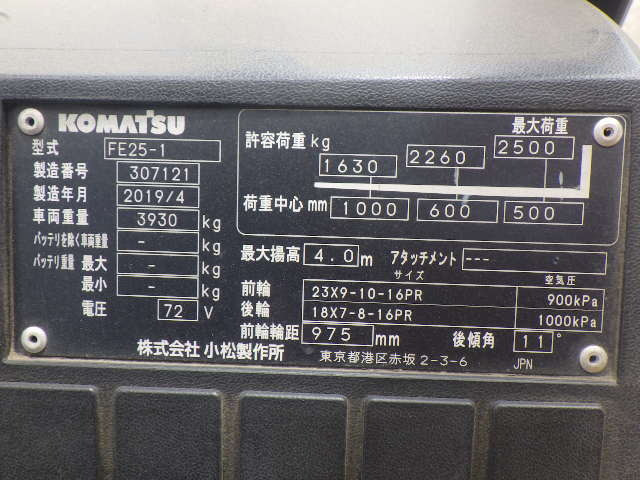 KOMATSU
型式 FE25-1
製造番号 307121
製造年月 2019/4
車両重量 3930 kg
バッテリを除く車両重量 - kg
バッテリ重量 最大 - kg
最小 - kg
電圧 72 V
最大荷重
許容荷重 kg 1630 2260 2500
荷重中心 mm 1000 600 500
最大揚高 4.0 m アタッチメント ---
サイズ 空気圧
前輪 23X9-10-16PR 900kPa
後輪 18X7-8-16PR 1000kPa
前輪輪距 975 mm 後傾角 11°
株式会社 小松製作所 東京都港区赤坂 2-3-6 JPN